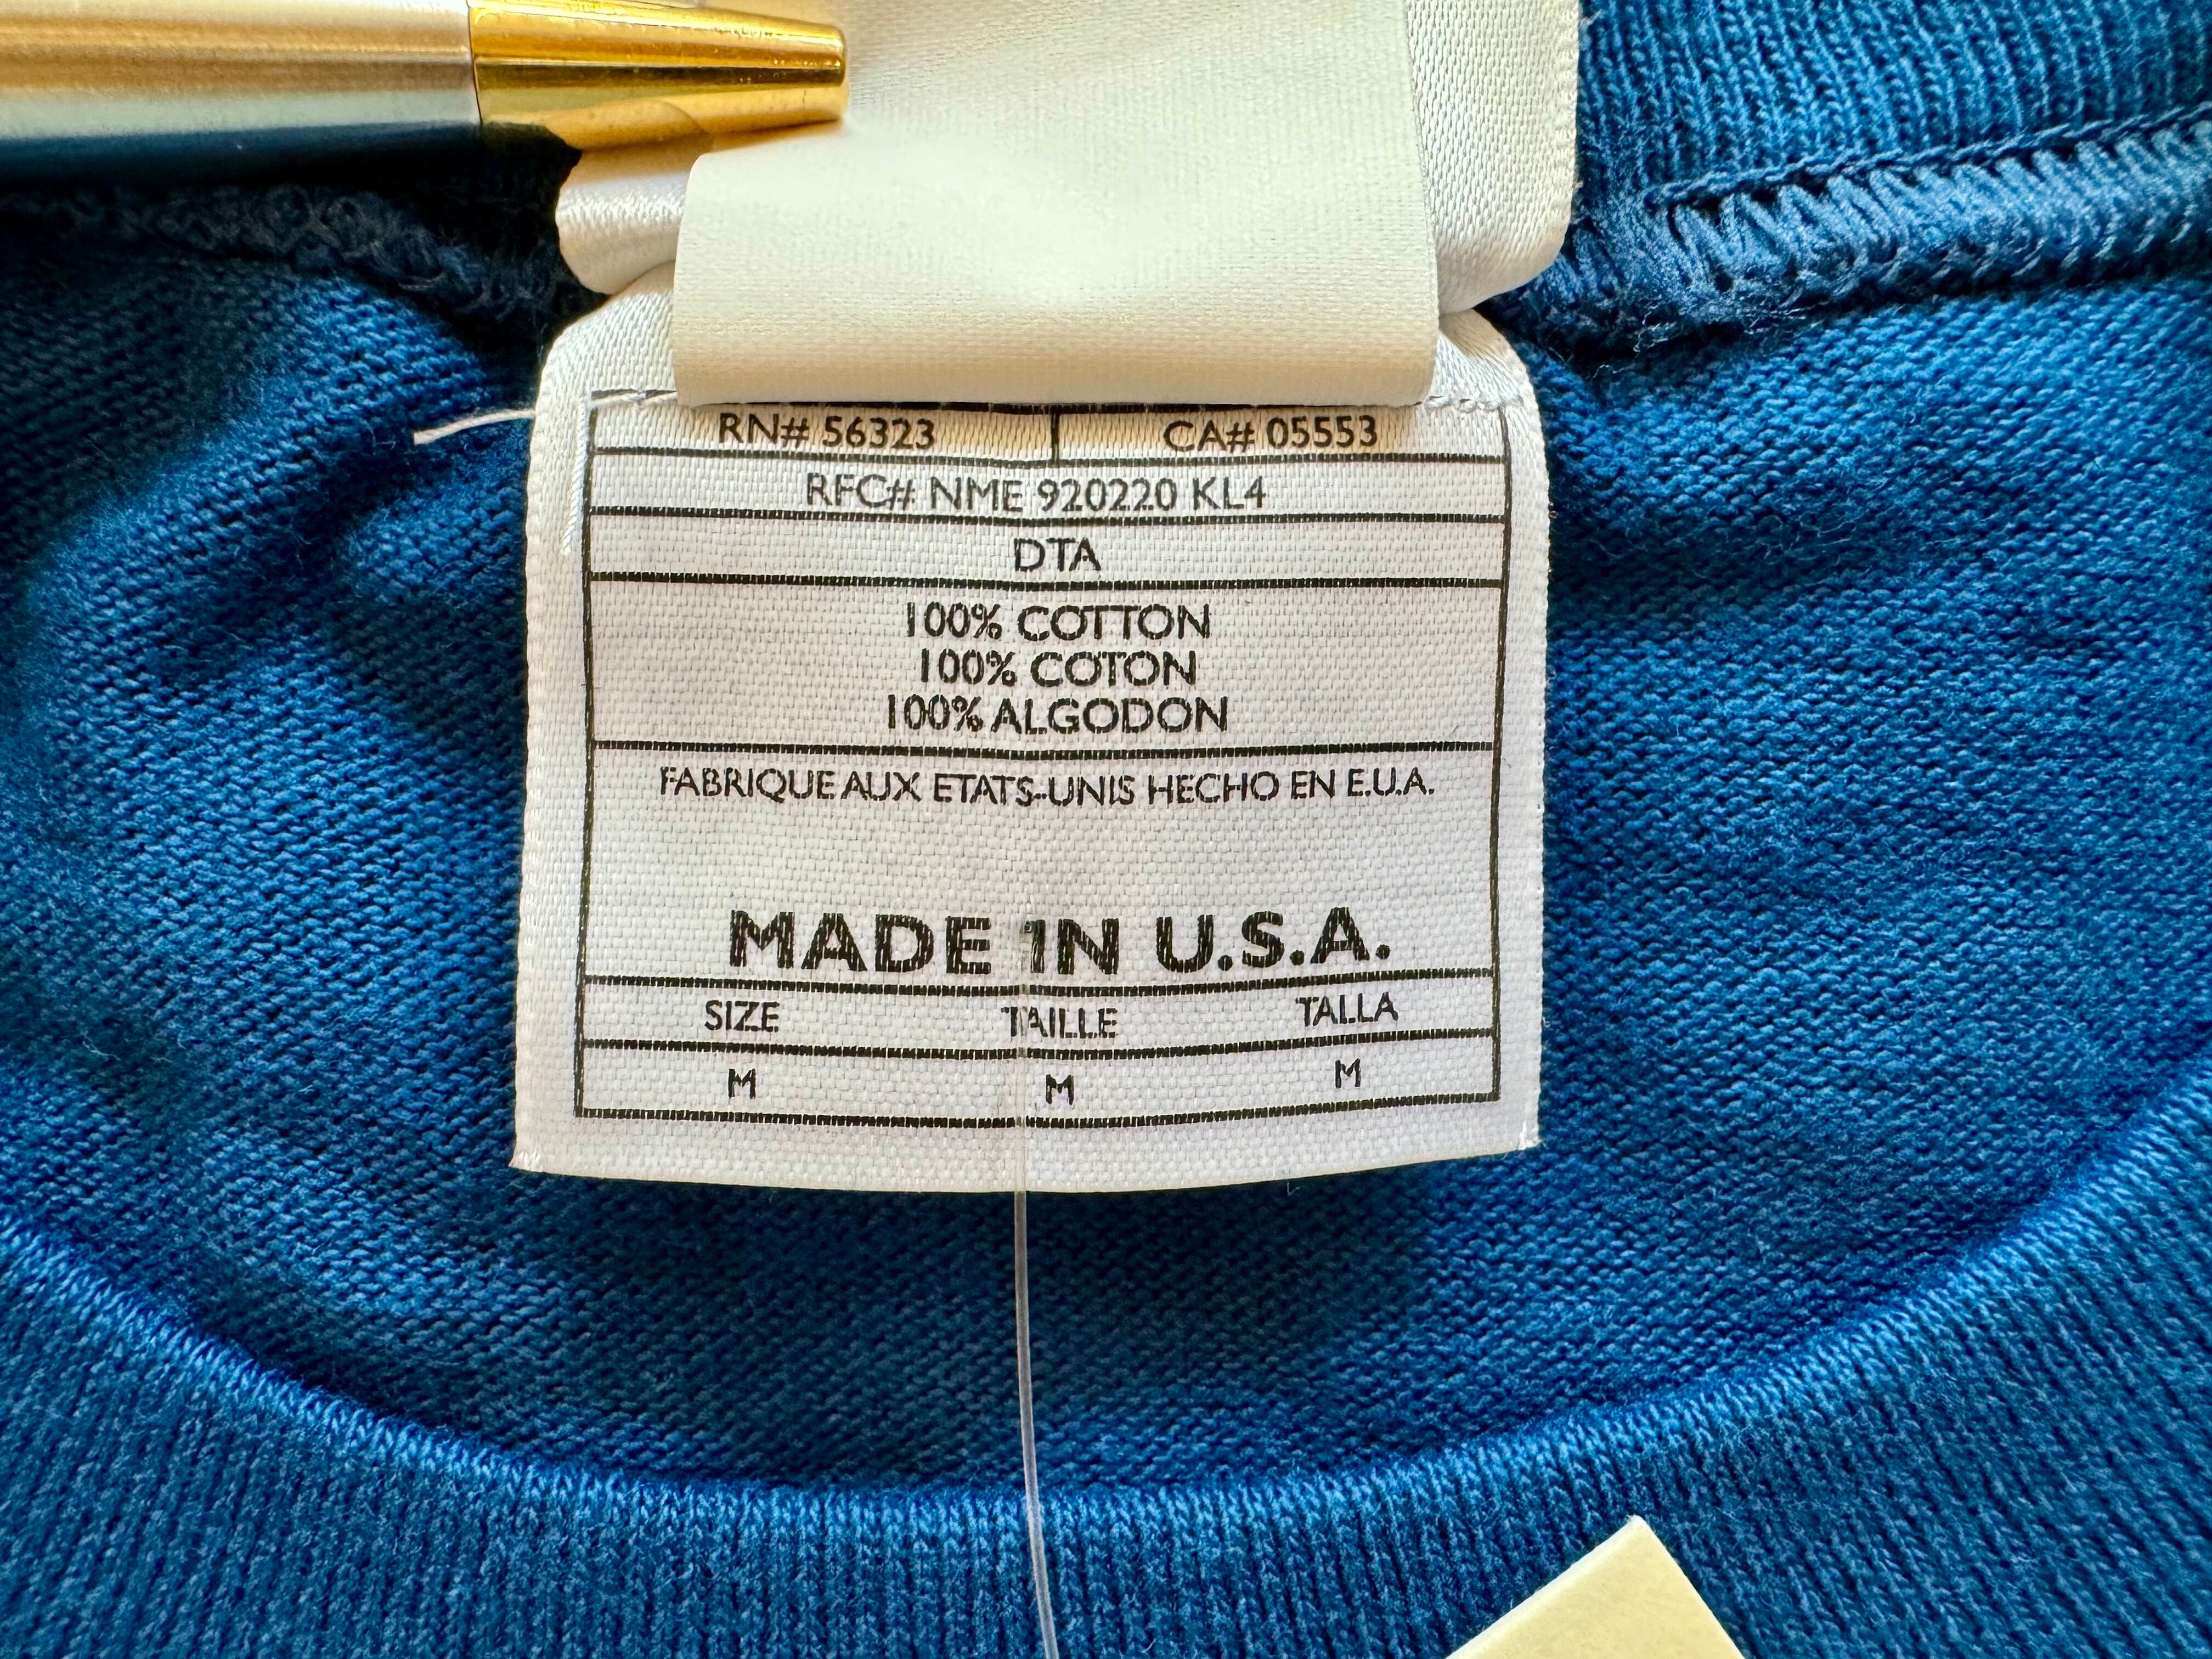 RN# 56323 CA# 05553
RFC# NME 920220 KL4
DTA
100% COTTON
100% COTON
100% ALGODON
FABRIQUE AUX ETATS-UNIS HECHO EN E.U.A.
MADE IN U.S.A.
SIZE TAILLE TALLA
M M M